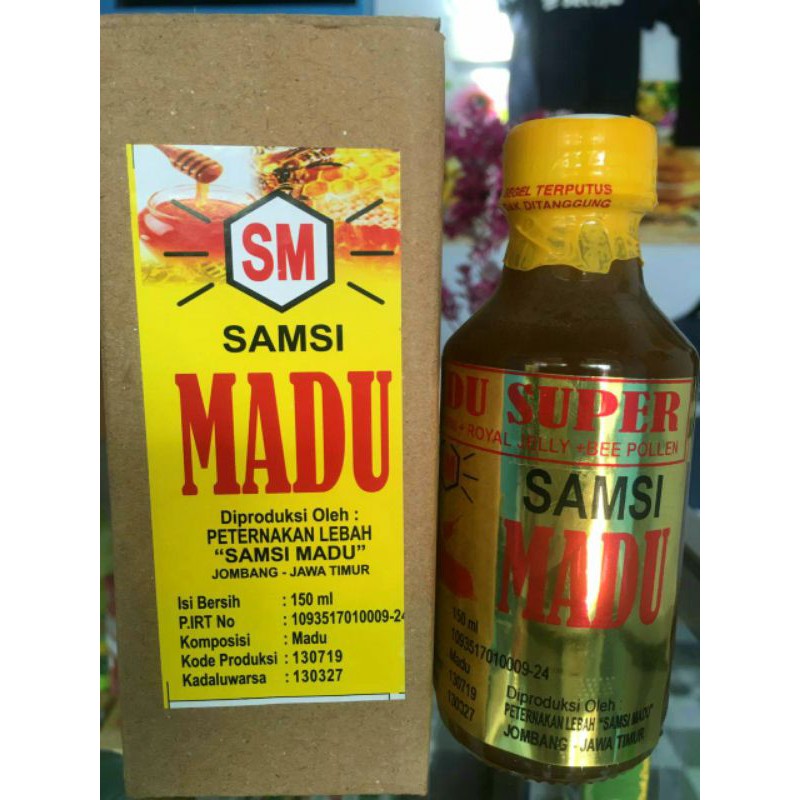 SM
SAMSI
MADU
Diproduksi Oleh :
PETERNAKAN LEBAH
“SAMSI MADU”
JOMBANG - JAWA TIMUR
Isi Bersih : 150 ml
P.IRT No : 1093517010009-24
Komposisi : Madu
Kode Produksi : 130719
Kadaluwarsa : 130327
SEGEL TERPUTUS
DITANGGUNG
DU SUPER
+ROYAL JELLY +BEE POLLEN
SAMSI
MADU
150 ml
1093517010009-24
Madu
130719
130327
Diproduksi Oleh :
PETERNAKAN LEBAH “SAMSI MADU”
JOMBANG - JAWA TIMUR